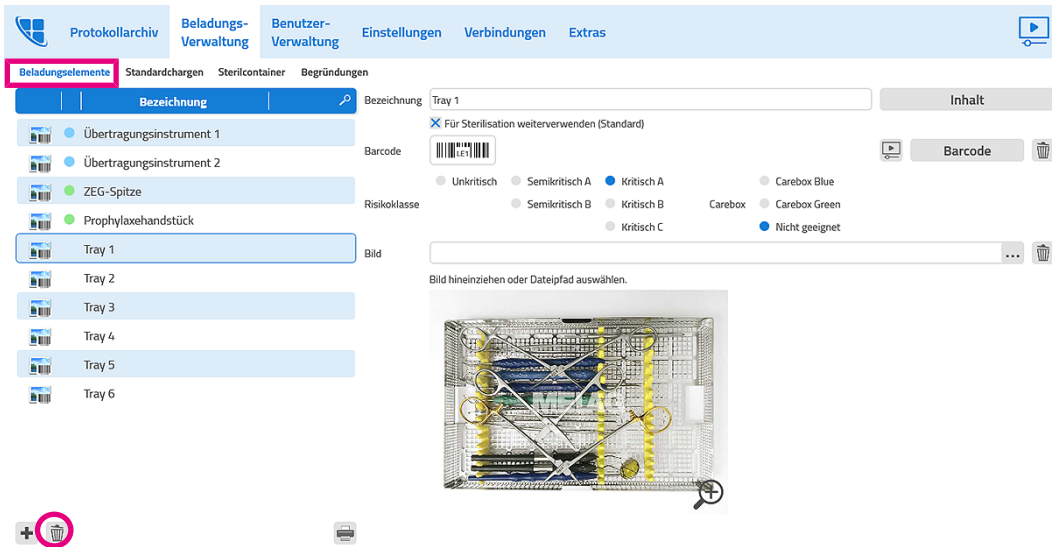 Protokollarchiv
Beladungs-
Verwaltung
Benutzer-
Verwaltung
Einstellungen
Verbindungen
Extras
Beladungselemente
Standardchargen
Sterilcontainer
Begründungen
Bezeichnung
Übertragungsinstrument 1
Übertragungsinstrument 2
ZEG-Spitze
Prophylaxehandstück
Tray 1
Tray 2
Tray 3
Tray 4
Tray 5
Tray 6
Bezeichnung
Tray 1
Inhalt
Für Sterilisation weiterverwenden (Standard)
Barcode
LE1
Barcode
Unkritisch
Semikritisch A
Kritisch A
Carebox Blue
Risikoklasse
Semikritisch B
Kritisch B
Carebox
Carebox Green
Kritisch C
Nicht geeignet
Bild
...
Bild hineinziehen oder Dateipfad auswählen.